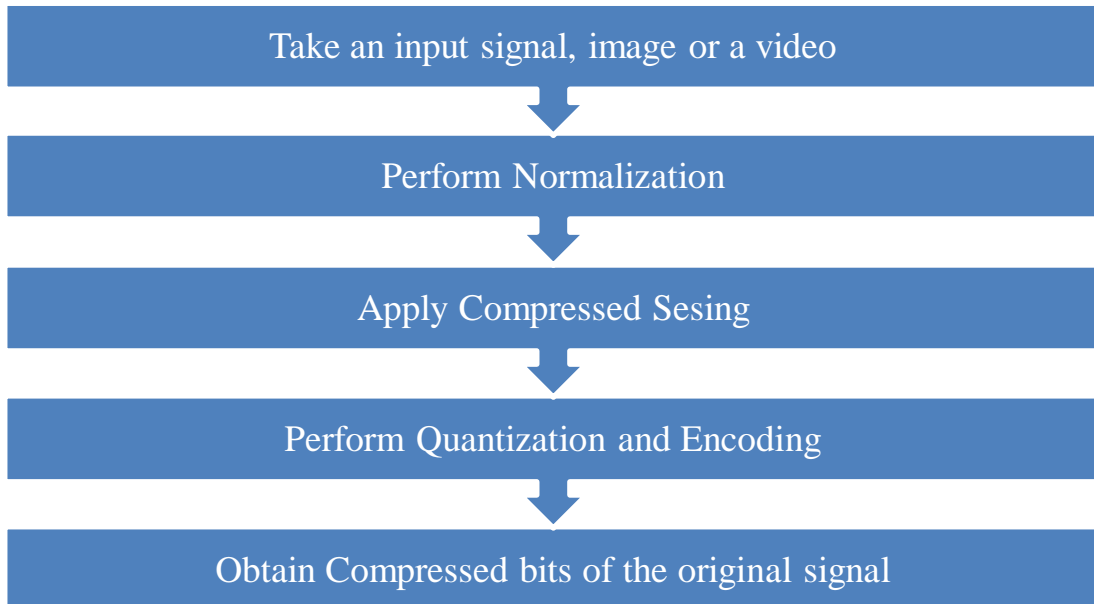 Take an input signal, image or a video
Perform Normalization
Apply Compressed Sesing
Perform Quantization and Encoding
Obtain Compressed bits of the original signal